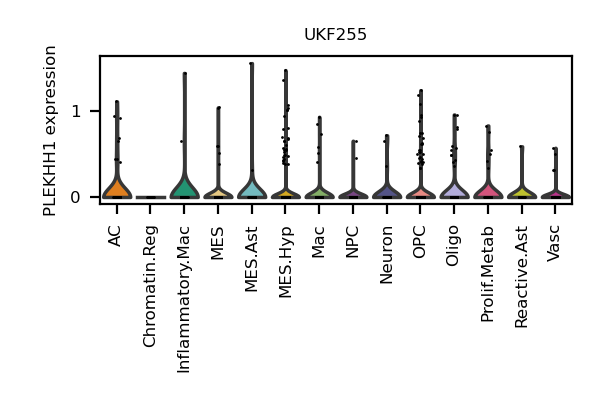 UKF255
PLEKHH1 expression
1
0
AC
Chromatin.Reg
Inflammatory.Mac
MES
MES.Ast
MES.Hyp
Mac
NPC
Neuron
OPC
Oligo
Prolif.Metab
Reactive.Ast
Vasc